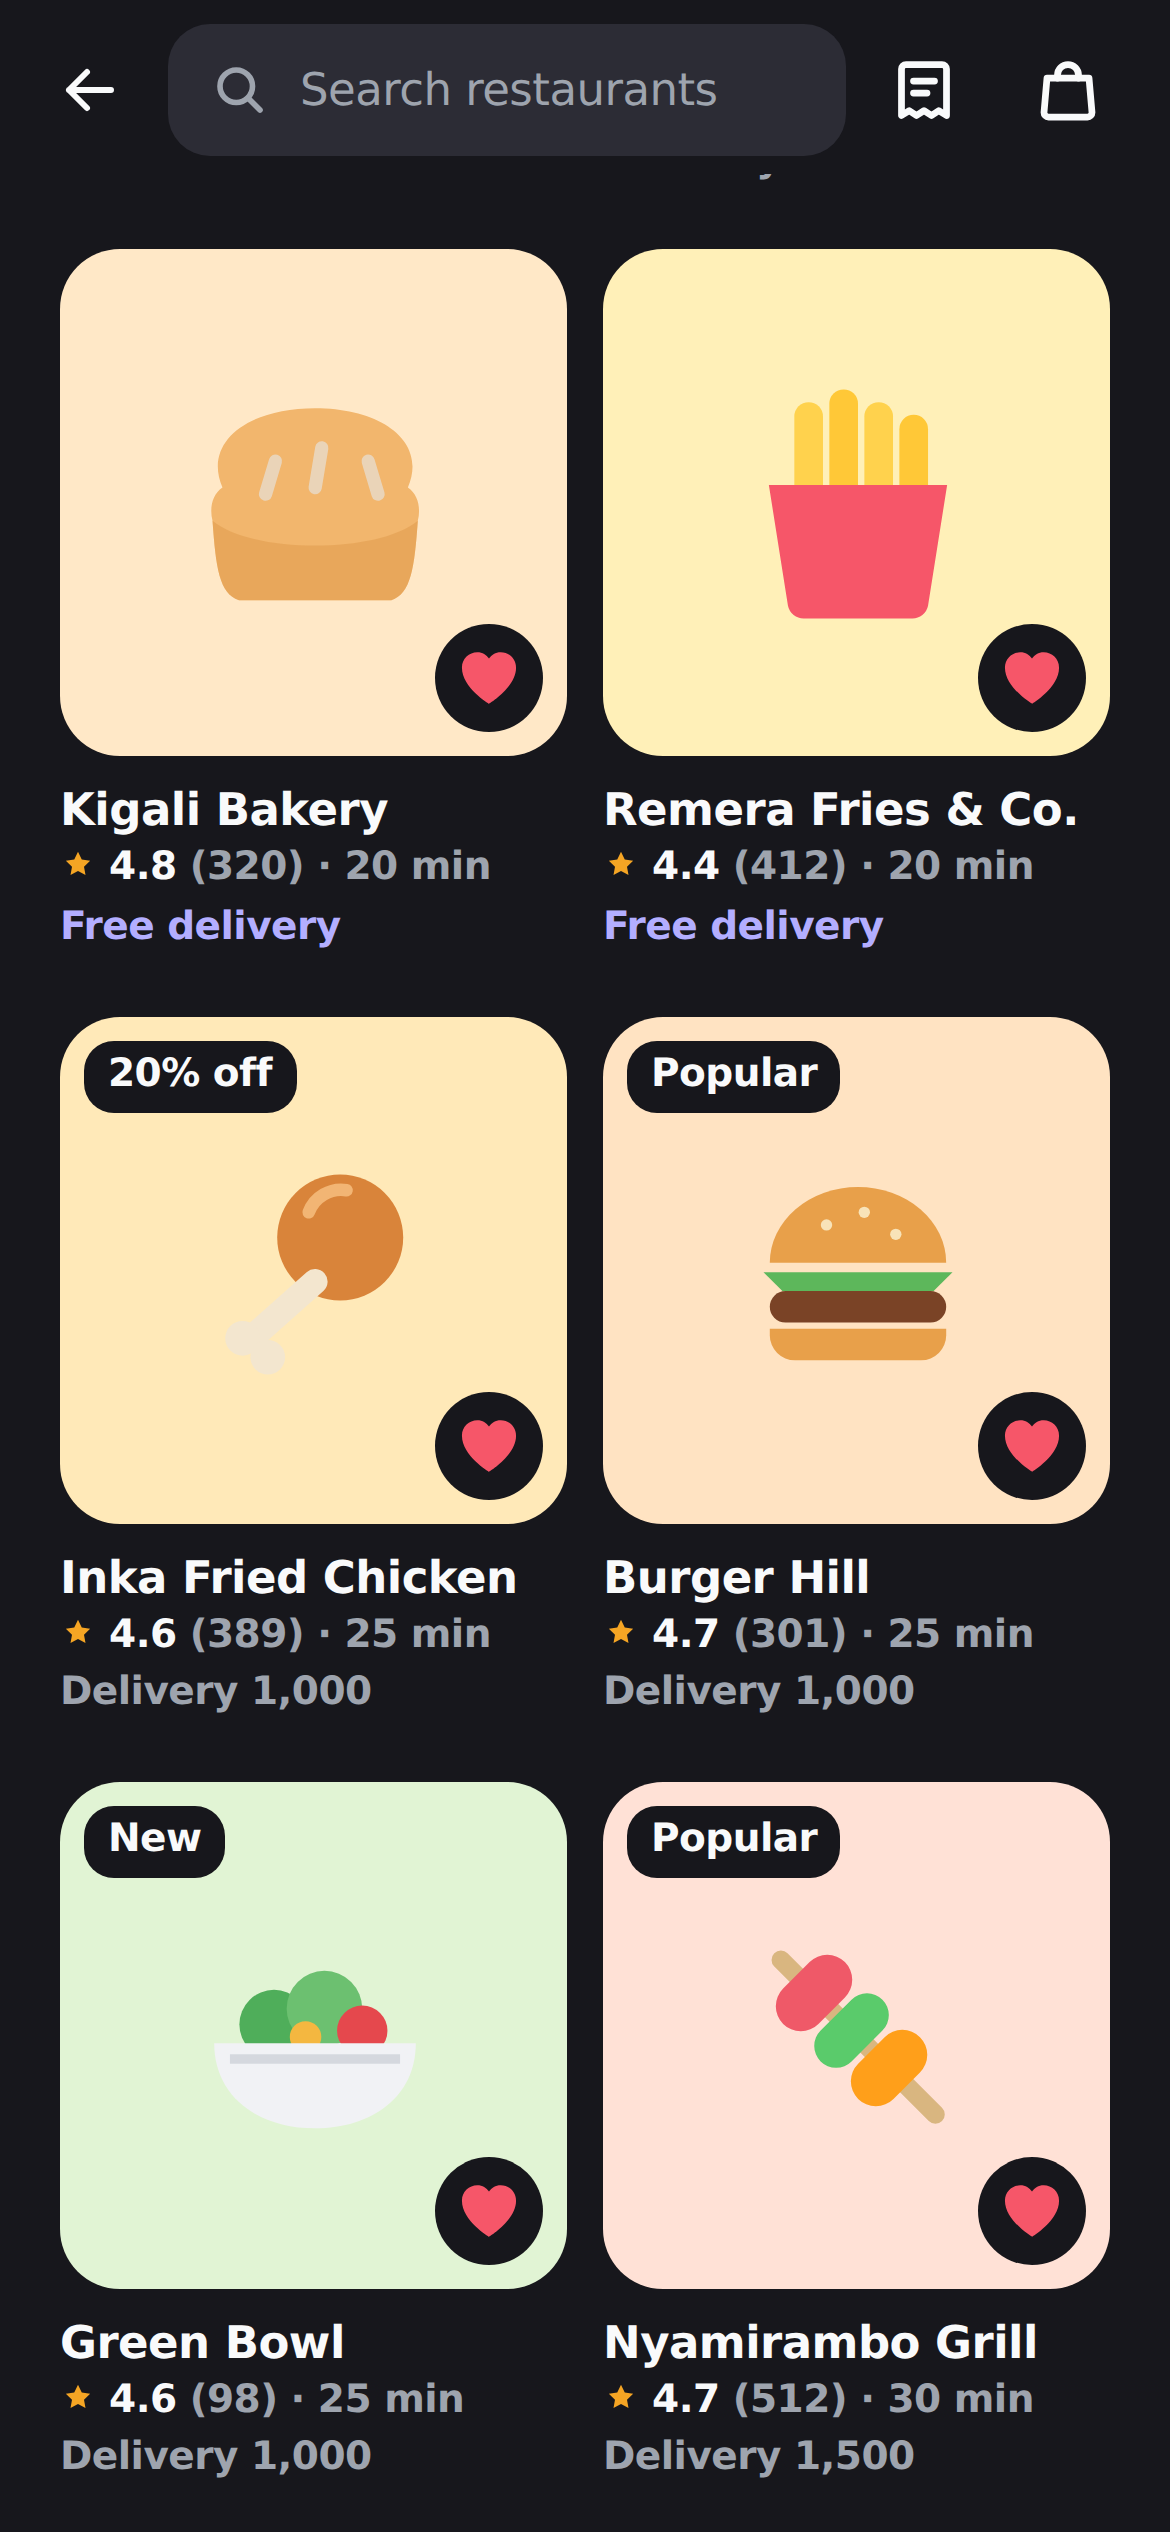 Search restaurants
Kigali Bakery
4.8 (320) · 20 min
Free delivery
Remera Fries & Co.
4.4 (412) · 20 min
Free delivery
20% off
Inka Fried Chicken
4.6 (389) · 25 min
Delivery 1,000
Popular
Burger Hill
4.7 (301) · 25 min
Delivery 1,000
New
Green Bowl
4.6 (98) · 25 min
Delivery 1,000
Popular
Nyamirambo Grill
4.7 (512) · 30 min
Delivery 1,500